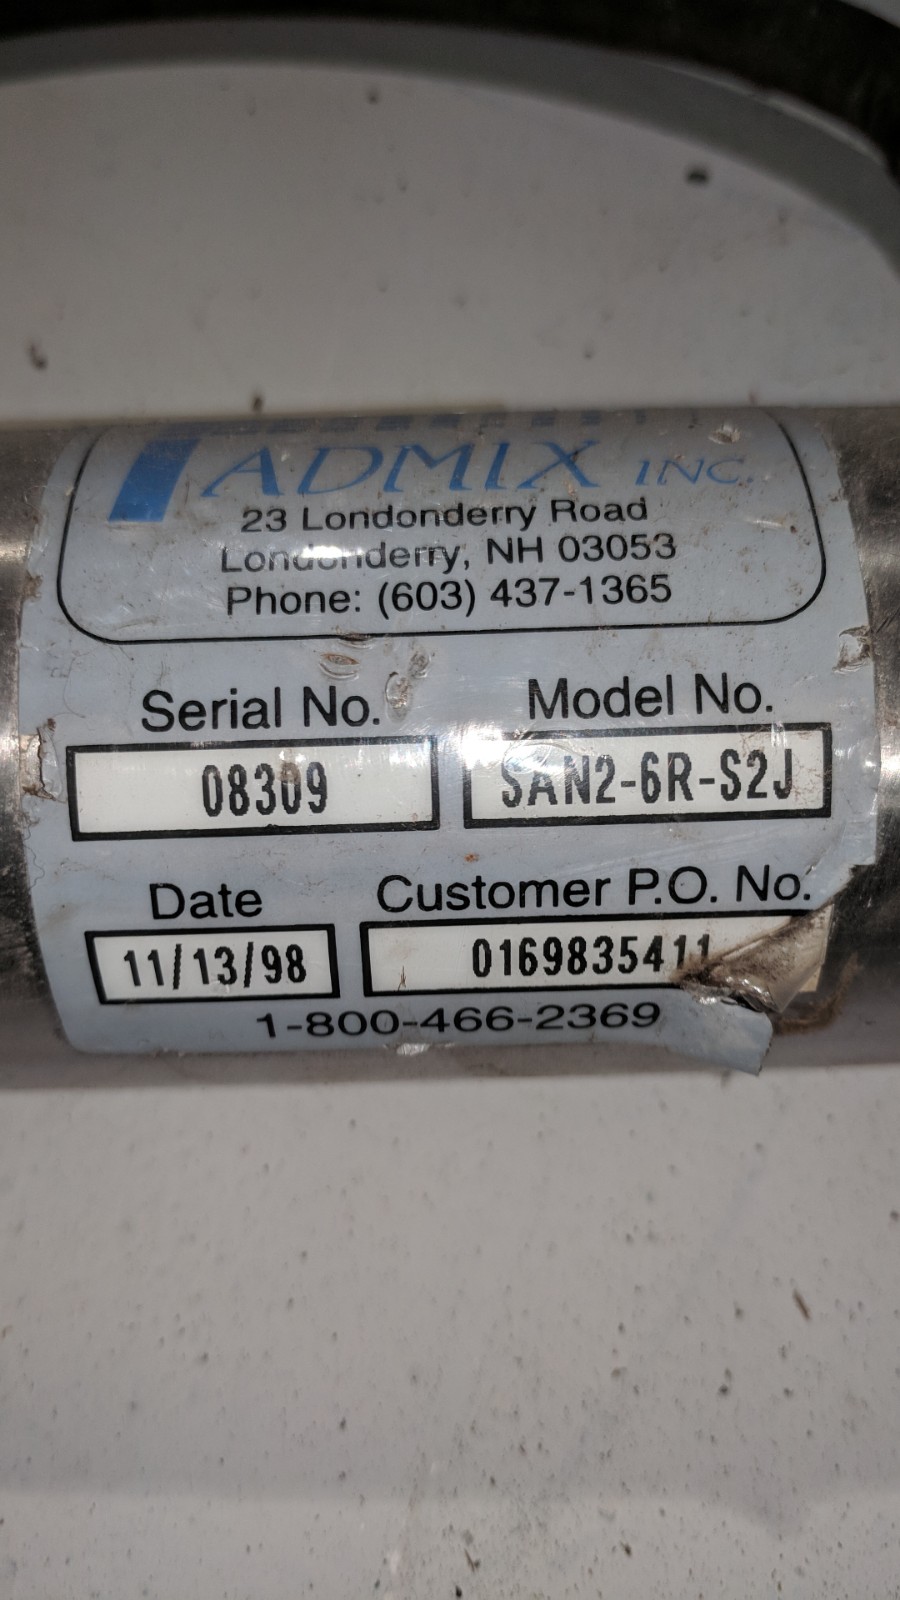 ADMIX INC.
23 Londonderry Road
Londonderry, NH 03053
Phone: (603) 437-1365
Serial No. Model No.
08309 SAN2-6R-S2J
Date Customer P.O. No.
11/13/98 0169835411
1-800-466-2369